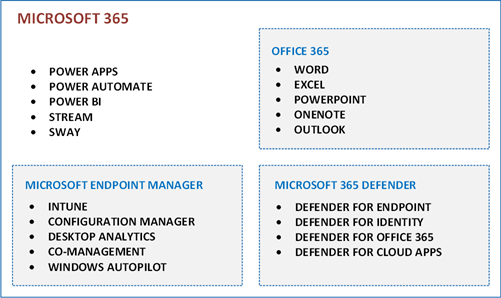 MICROSOFT 365
• POWER APPS
• POWER AUTOMATE
• POWER BI
• STREAM
• SWAY
OFFICE 365
• WORD
• EXCEL
• POWERPOINT
• ONENOTE
• OUTLOOK
MICROSOFT ENDPOINT MANAGER
• INTUNE
• CONFIGURATION MANAGER
• DESKTOP ANALYTICS
• CO-MANAGEMENT
• WINDOWS AUTOPILOT
MICROSOFT 365 DEFENDER
• DEFENDER FOR ENDPOINT
• DEFENDER FOR IDENTITY
• DEFENDER FOR OFFICE 365
• DEFENDER FOR CLOUD APPS